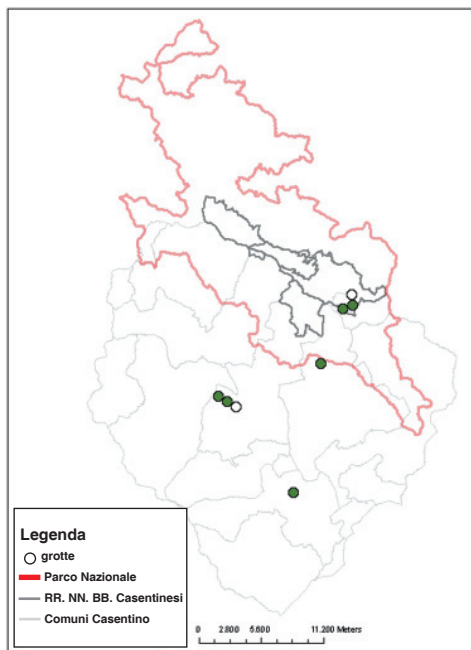 Legenda
grotte
Parco Nazionale
RR. NN. BB. Casentinesi
Comuni Casentino
0 2.800 5.600 11.200 Meters